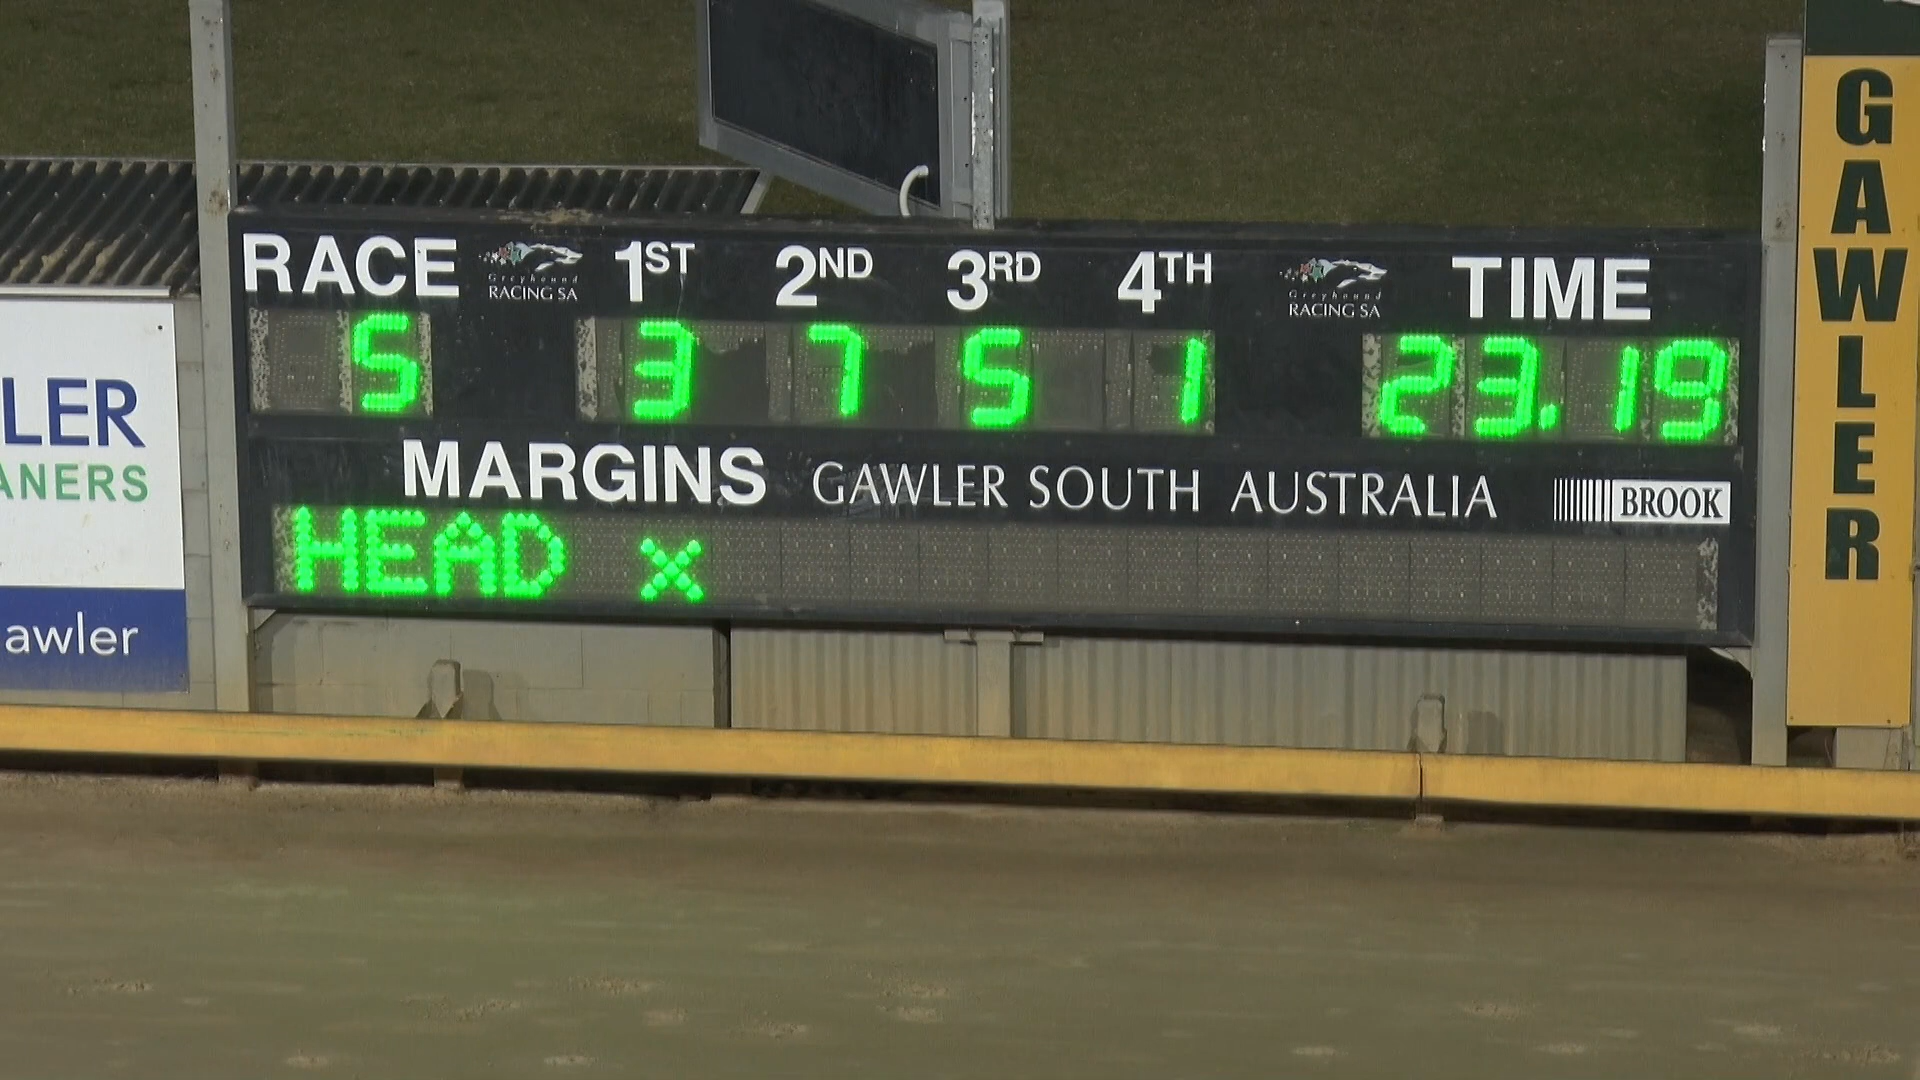 RACE 1ST 2ND 3RD 4TH TIME
Greyhound
RACING SA
Greyhound
RACING SA
5 3 7 5 1 23.19
MARGINS GAWLER SOUTH AUSTRALIA BROOK
HEAD x
LER
ANERS
awler
GAWLER